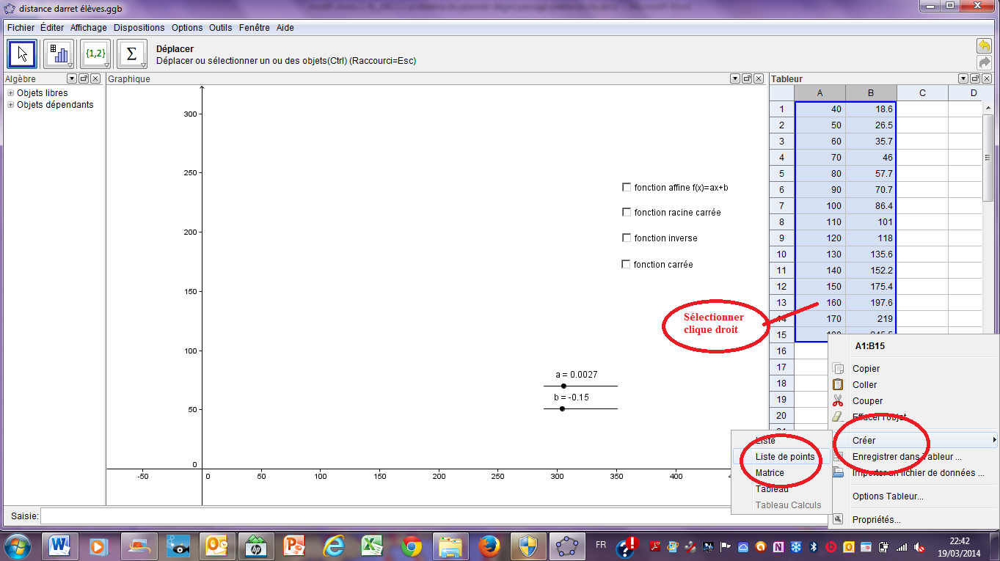 distance darret élèves.ggb
Fichier Éditer Affichage Dispositions Options Outils Fenêtre Aide
{1,2} Σ
Déplacer
Déplacer ou sélectionner un ou des objets(Ctrl) (Raccourci=Esc)
Algèbre
Objets libres
Objets dépendants
Graphique
300
250
200
150
100
50
0
-50 0 50 100 150 200 250 300 350 400
fonction affine f(x)=ax+b
fonction racine carrée
fonction inverse
fonction carrée
Sélectionner
clique droit
a = 0.0027
b = -0.15
Tableur
A B C D
1 40 18.6
2 50 26.5
3 60 35.7
4 70 46
5 80 57.7
6 90 70.7
7 100 86.4
8 110 101
9 120 118
10 130 135.6
11 140 152.2
12 150 175.4
13 160 197.6
14 170 219
15
16
17
18
19
20
A1:B15
Copier
Coller
Couper
Effacer l'objet
Créer
Enregistrer dans Tableur ...
Importer un fichier de données ...
Options Tableur...
Propriétés...
Liste
Liste de points
Matrice
Tableau
Tableau Calculs
Saisie:
FR
22:42
19/03/2014